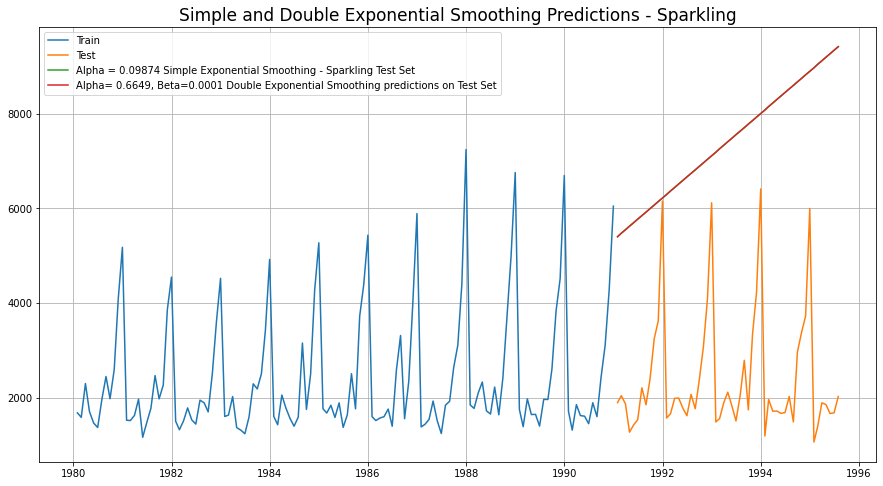 Simple and Double Exponential Smoothing Predictions - Sparkling
Train
Test
Alpha = 0.09874 Simple Exponential Smoothing - Sparkling Test Set
Alpha= 0.6649, Beta=0.0001 Double Exponential Smoothing predictions on Test Set
8000
6000
4000
2000
1980 1982 1984 1986 1988 1990 1992 1994 1996